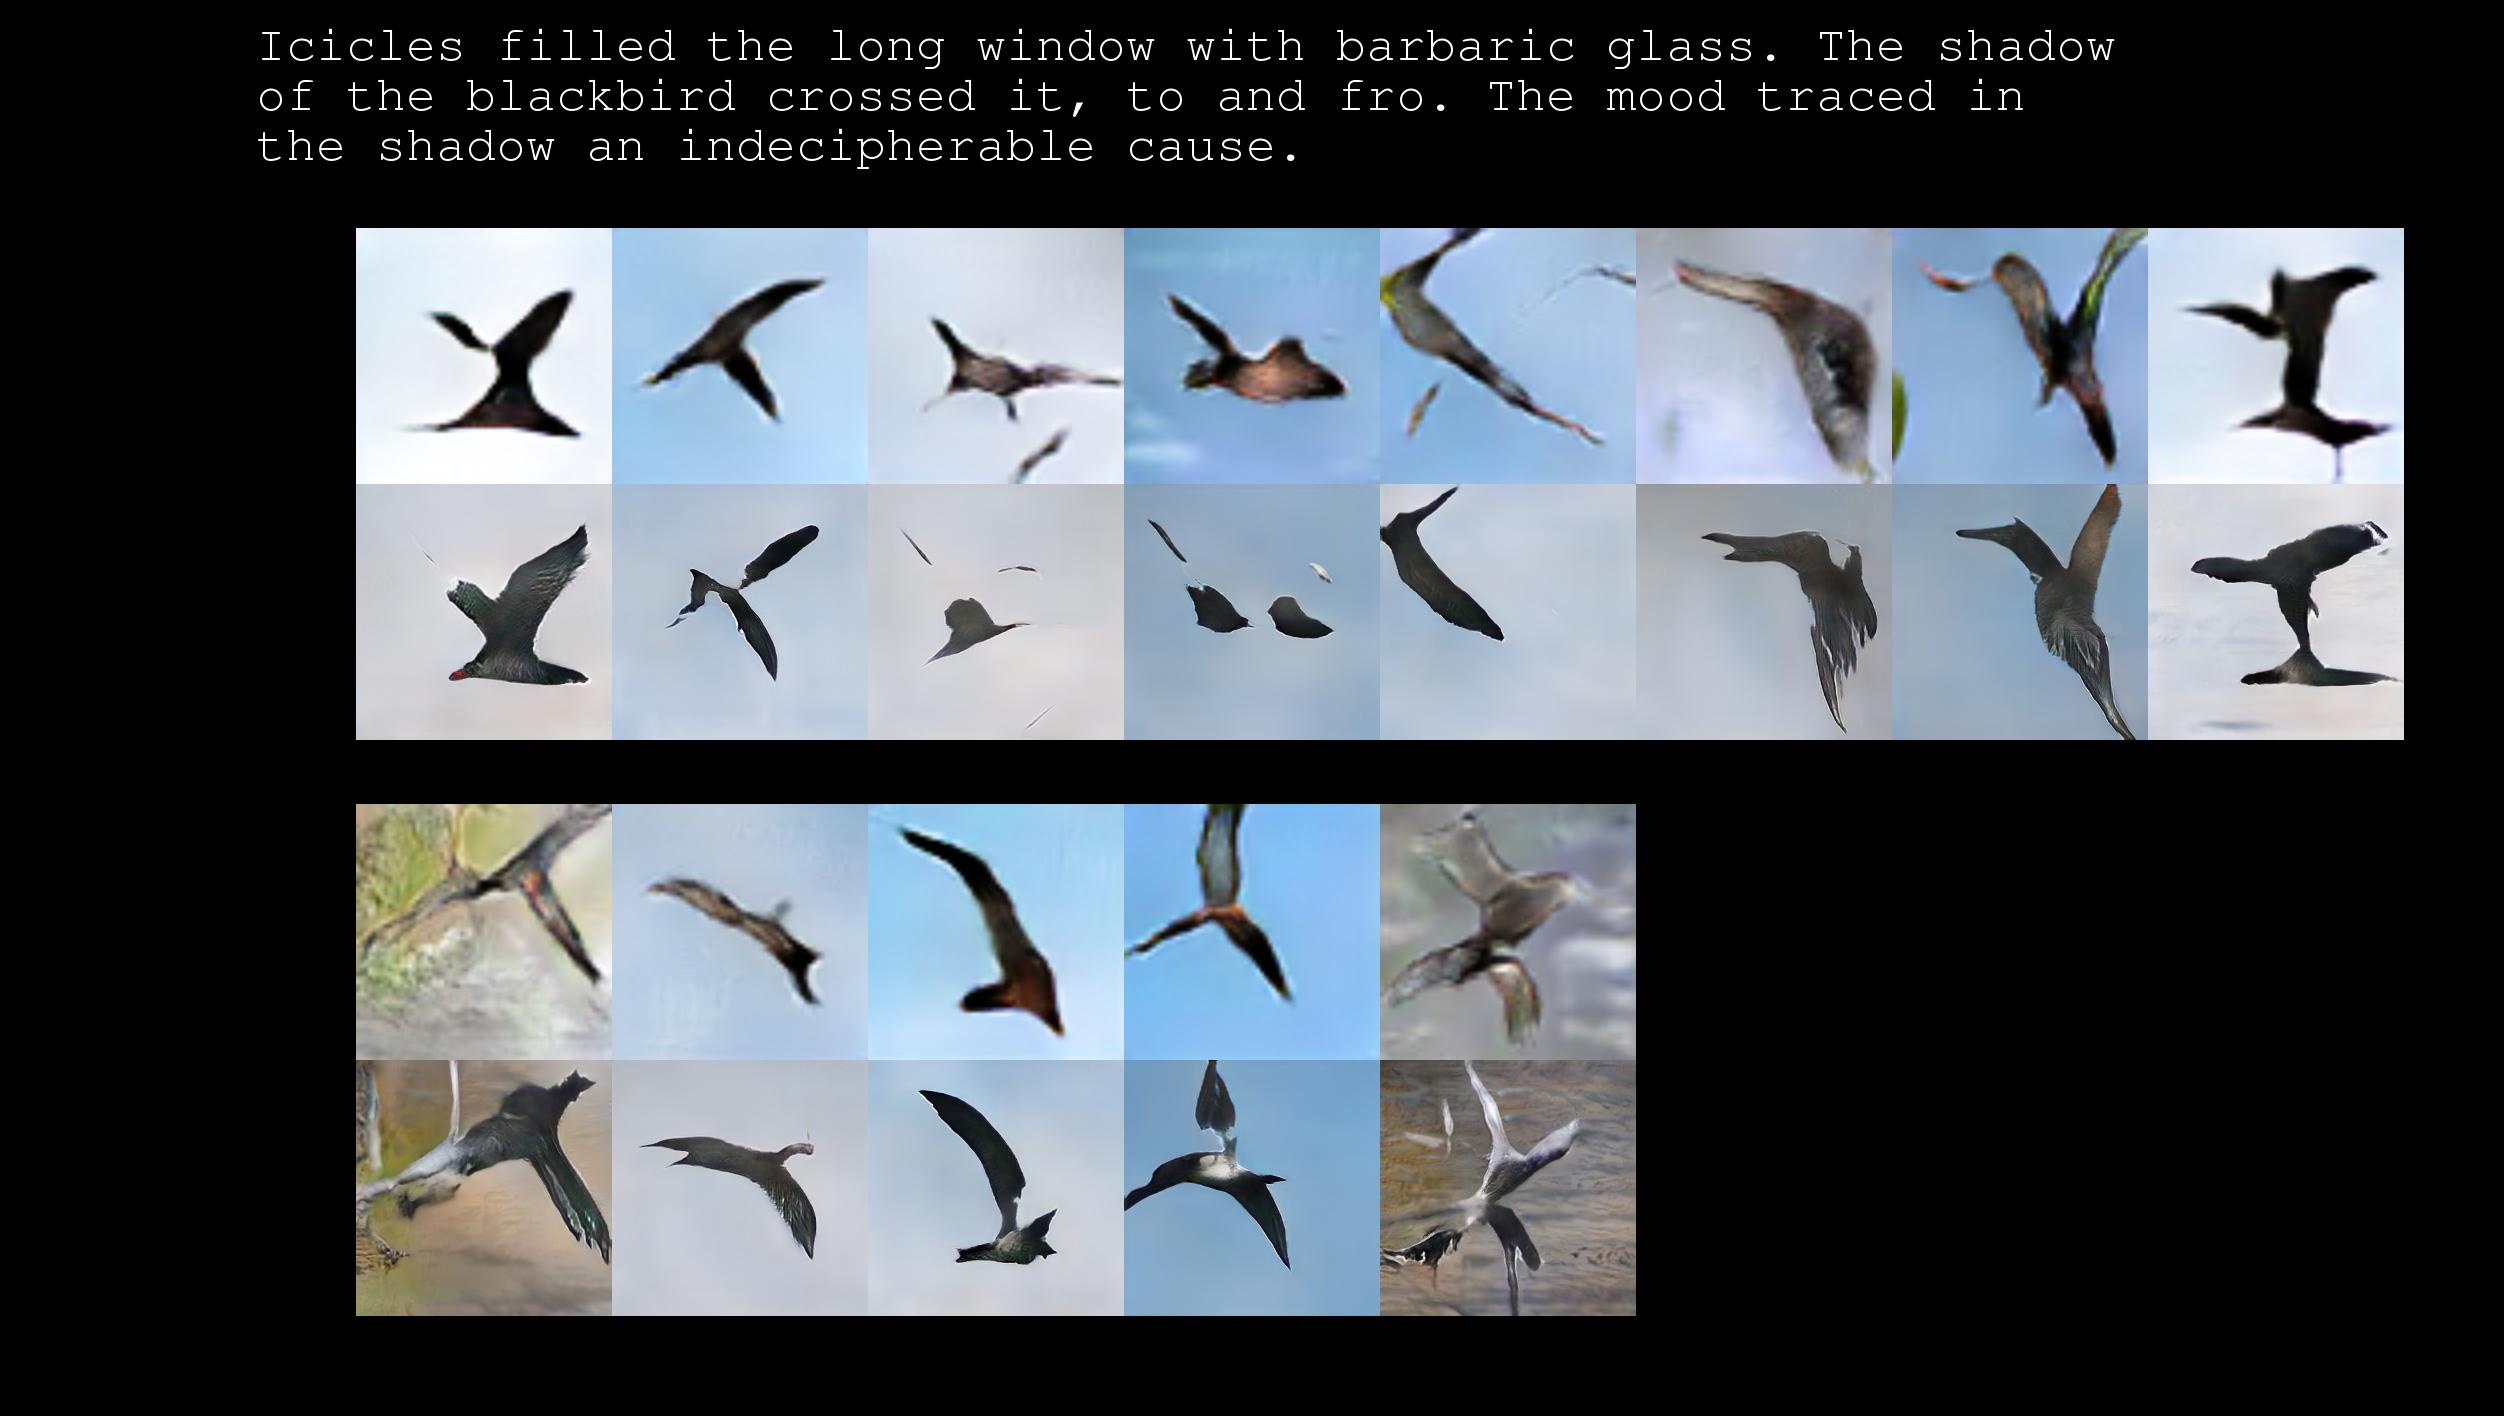 Icicles filled the long window with barbaric glass. The shadow
of the blackbird crossed it, to and fro. The mood traced in
the shadow an indecipherable cause.